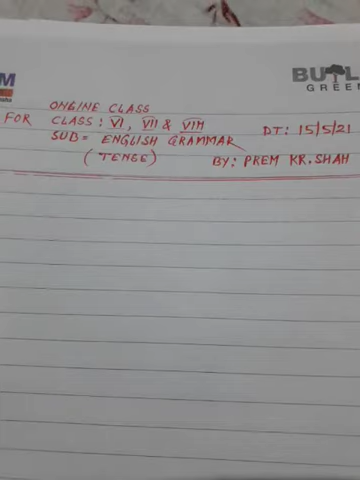 M
BUIL
GREEN
ONGINE CLASS
FOR CLASS: VI, VII & VIII
SUB = ENGLISH GRAMMAR DT: 15/5/21
(TENSE) BY: PREM KR. SHAH